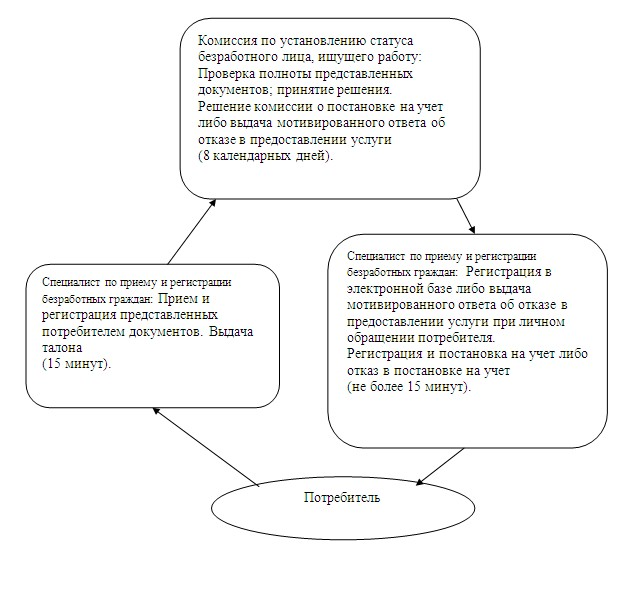 Комиссия по установлению статуса
безработного лица, ищущего работу:
Проверка полноты представленных
документов; принятие решения.
Решение комиссии о постановке на учет
либо выдача мотивированного ответа об
отказе в предоставлении услуги
(8 календарных дней).
Специалист по приему и регистрации
безработных граждан: Прием и
регистрация представленных
потребителем документов. Выдача
талона
(15 минут).
Специалист по приему и регистрации
безработных граждан: Регистрация в
электронной базе либо выдача
мотивированного ответа об отказе в
предоставлении услуги при личном
обращении потребителя.
Регистрация и постановка на учет либо
отказ в постановке на учет
(не более 15 минут).
Потребитель